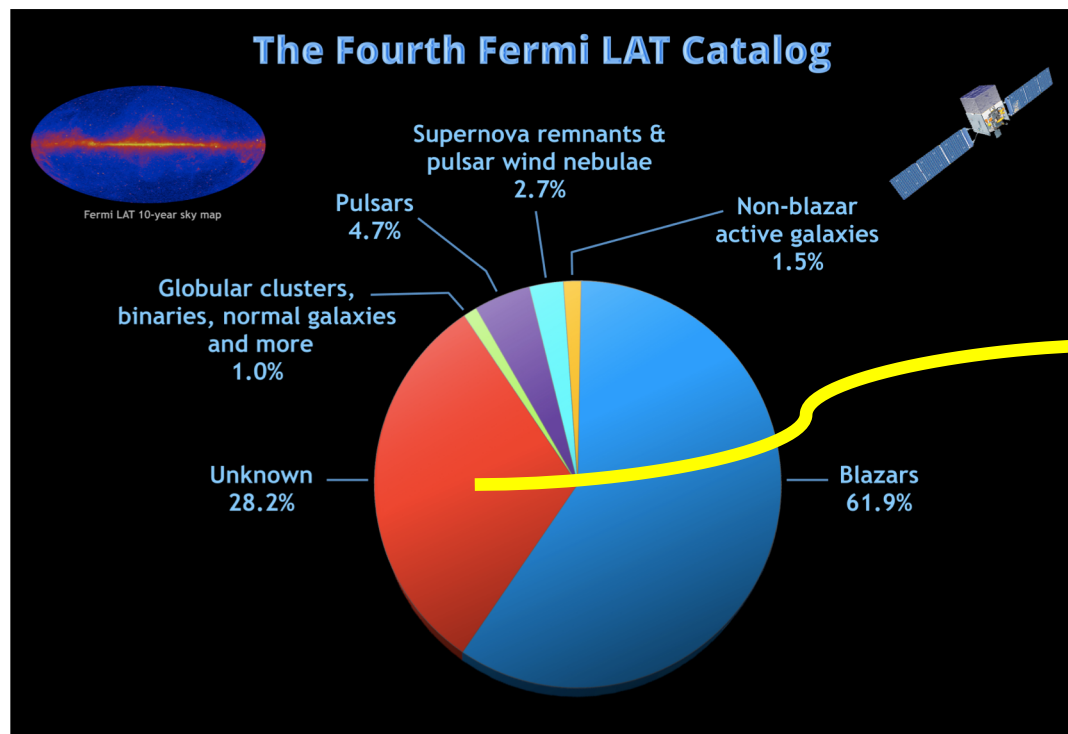 The Fourth Fermi LAT Catalog
Fermi LAT 10-year sky map
Supernova remnants &
pulsar wind nebulae
2.7%
Pulsars
4.7%
Non-blazar
active galaxies
1.5%
Globular clusters,
binaries, normal galaxies
and more
1.0%
Unknown
28.2%
Blazars
61.9%